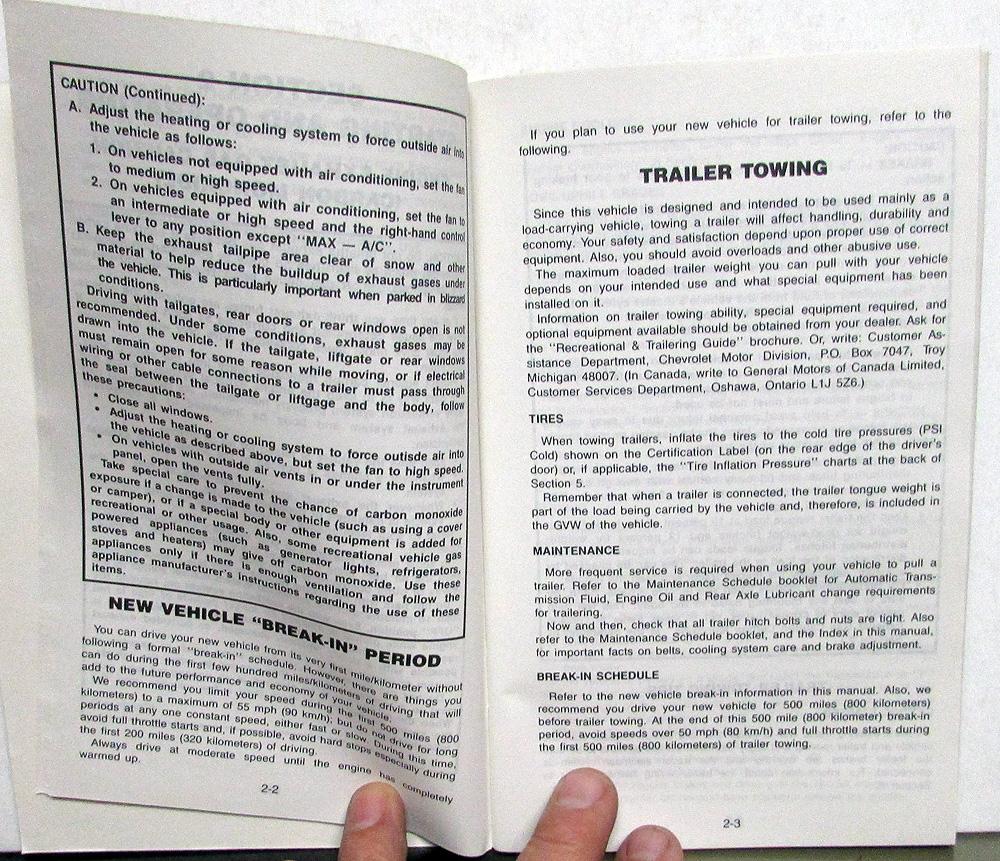 CAUTION (Continued):
A. Adjust the heating or cooling system to force outside air into
the vehicle as follows:
1. On vehicles not equipped with air conditioning, set the fan
to medium or high speed.
2. On vehicles equipped with air conditioning, set the fan to
an intermediate or high speed and the right-hand control
lever to any position except "MAX — A/C".
B. Keep the exhaust tailpipe area clear of snow and other
material to help reduce the buildup of exhaust gases under
the vehicle. This is particularly important when parked in blizzard
conditions.
Driving with tailgates, rear doors or rear windows open is not
recommended. Under some conditions, exhaust gases may be
drawn into the vehicle. If the tailgate, liftgate or rear windows
must remain open for some reason while moving, or if electrical
wiring or other cable connections to a trailer must pass through
the seal between the tailgate or liftgage and the body, follow
these precautions:
• Close all windows.
• Adjust the heating or cooling system to force outisde air into
the vehicle as described above, but set the fan to high speed.
• On vehicles with outside air vents in or under the instrument
panel, open the vents fully.
Take special care to prevent the chance of carbon monoxide
exposure if a change is made to the vehicle (such as using a cover
or camper), or if a special body or other equipment is added for
recreational or other usage. Also, some recreational vehicle gas
powered appliances (such as generator lights, refrigerators,
stoves and heaters) may give off carbon monoxide. Use these
appliances only if there is enough ventilation and follow the
appliance manufacturer's instructions regarding the use of these
items.
NEW VEHICLE "BREAK-IN" PERIOD
You can drive your new vehicle from its very first mile/kilometer without
following a formal "break-in" schedule. However, there are things you
can do during the first few hundred miles/kilometers of driving that will
add to the future performance and economy of your vehicle.
We recommend you limit your speed during the first 500 miles (800
kilometers) to a maximum of 55 mph (90 km/h); but do not drive for long
periods at any one constant speed, either fast or slow. During this time,
avoid full throttle starts and, if possible, avoid hard stops especially during
the first 200 miles (320 kilometers) of driving.
Always drive at moderate speed until the engine has completely
warmed up.
2-2
If you plan to use your new vehicle for trailer towing, refer to the
following.
TRAILER TOWING
Since this vehicle is designed and intended to be used mainly as a
load-carrying vehicle, towing a trailer will affect handling, durability and
economy. Your safety and satisfaction depend upon proper use of correct
equipment. Also, you should avoid overloads and other abusive use.
The maximum loaded trailer weight you can pull with your vehicle
depends on your intended use and what special equipment has been
installed on it.
Information on trailer towing ability, special equipment required, and
optional equipment available should be obtained from your dealer. Ask for
the "Recreational & Trailering Guide" brochure. Or, write: Customer As-
sistance Department, Chevrolet Motor Division, P.O. Box 7047, Troy
Michigan 48007. (In Canada, write to General Motors of Canada Limited,
Customer Services Department, Oshawa, Ontario L1J 5Z6.)
TIRES
When towing trailers, inflate the tires to the cold tire pressures (PSI
Cold) shown on the Certification Label (on the rear edge of the driver's
door) or, if applicable, the "Tire Inflation Pressure" charts at the back of
Section 5.
Remember that when a trailer is connected, the trailer tongue weight is
part of the load being carried by the vehicle and, therefore, is included in
the GVW of the vehicle.
MAINTENANCE
More frequent service is required when using your vehicle to pull a
trailer. Refer to the Maintenance Schedule booklet for Automatic Trans-
mission Fluid, Engine Oil and Rear Axle Lubricant change requirements
for trailering.
Now and then, check that all trailer hitch bolts and nuts are tight. Also
refer to the Maintenance Schedule booklet, and the Index in this manual,
for important facts on belts, cooling system care and brake adjustment.
BREAK-IN SCHEDULE
Refer to the new vehicle break-in information in this manual. Also, we
recommend you drive your new vehicle for 500 miles (800 kilometers)
before trailer towing. At the end of this 500 mile (800 kilometer) break-in
period, avoid speeds over 50 mph (80 km/h) and full throttle starts during
the first 500 miles (800 kilometers) of trailer towing.
2-3